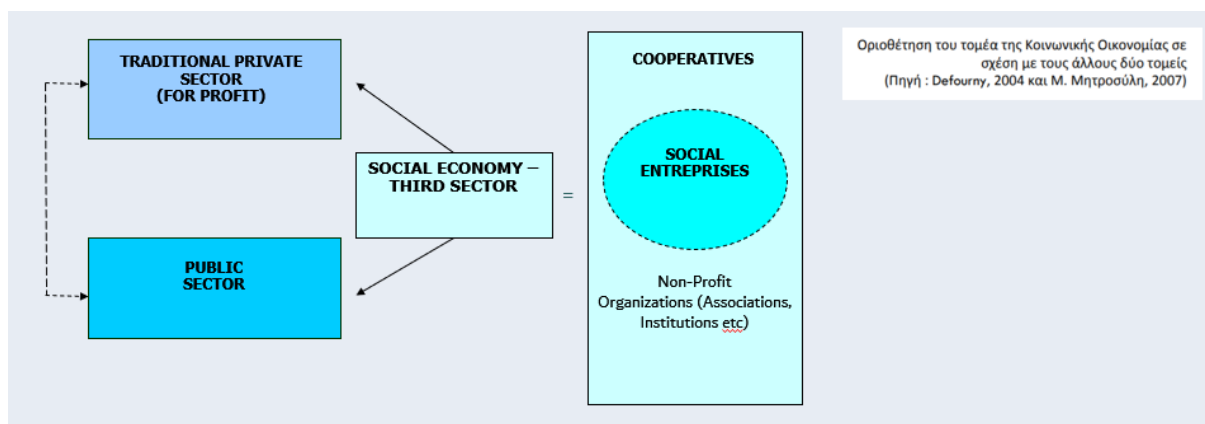 TRADITIONAL PRIVATE
SECTOR
(FOR PROFIT)
PUBLIC
SECTOR
SOCIAL ECONOMY –
THIRD SECTOR
=
COOPERATIVES
SOCIAL
ENTREPRISES
Non-Profit
Organizations (Associations,
Institutions etc)
Οριοθέτηση του τομέα της Κοινωνικής Οικονομίας σε
σχέση με τους άλλους δύο τομείς
(Πηγή : Defourny, 2004 και Μ. Μητροσύλη, 2007)